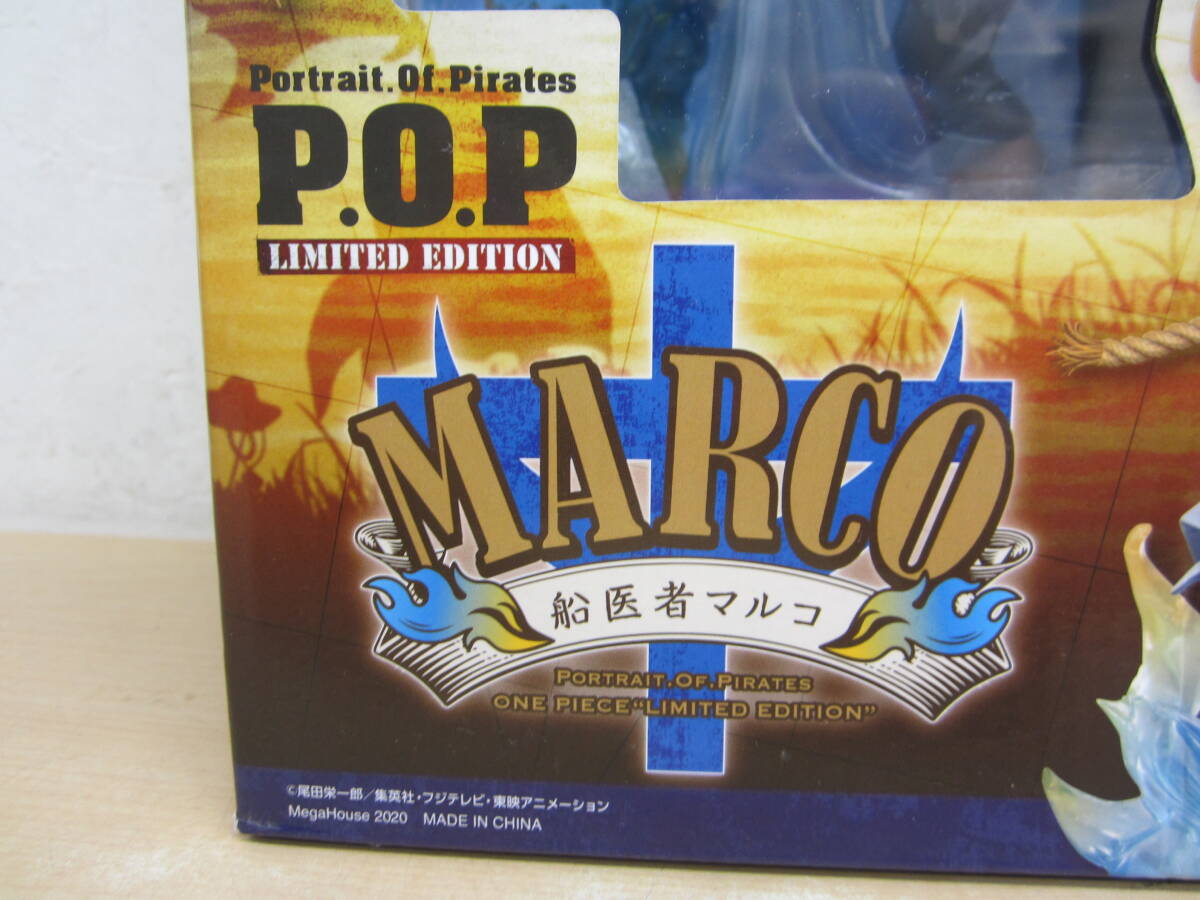 Portrait.Of.Pirates
P.O.P
LIMITED EDITION
MARCO
船医者マルコ
PORTRAIT.OF.PIRATES
ONE PIECE"LIMITED EDITION"
©尾田栄一郎／集英社・フジテレビ・東映アニメーション
MegaHouse 2020 MADE IN CHINA